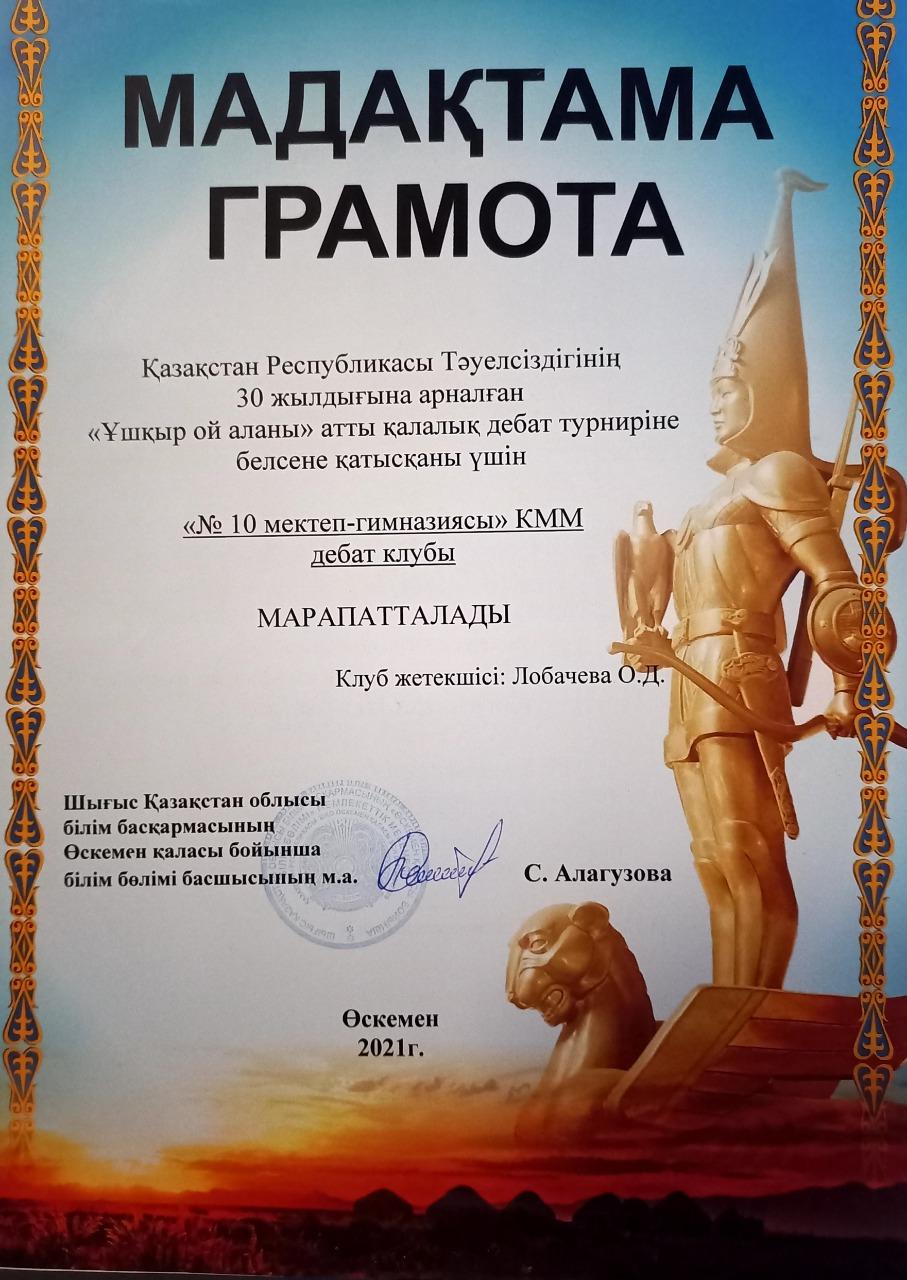 МАДАҚТАМА
ГРАМОТА
Қазақстан Республикасы Тәуелсіздігінің
30 жылдығына арналған
«Ұшқыр ой аланы» атты қалалық дебат турниріне
белсене қатысқаны үшін
«№ 10 мектеп-гимназиясы» КММ
дебат клубы
МАРАПАТТАЛАДЫ
Клуб жетекшісі: Лобачева О.Д.
Шығыс Қазақстан облысы
білім басқармасының
Өскемен қаласы бойынша
білім бөлімі басшысының м.а.
С. Алагузова
Өскемен
2021г.